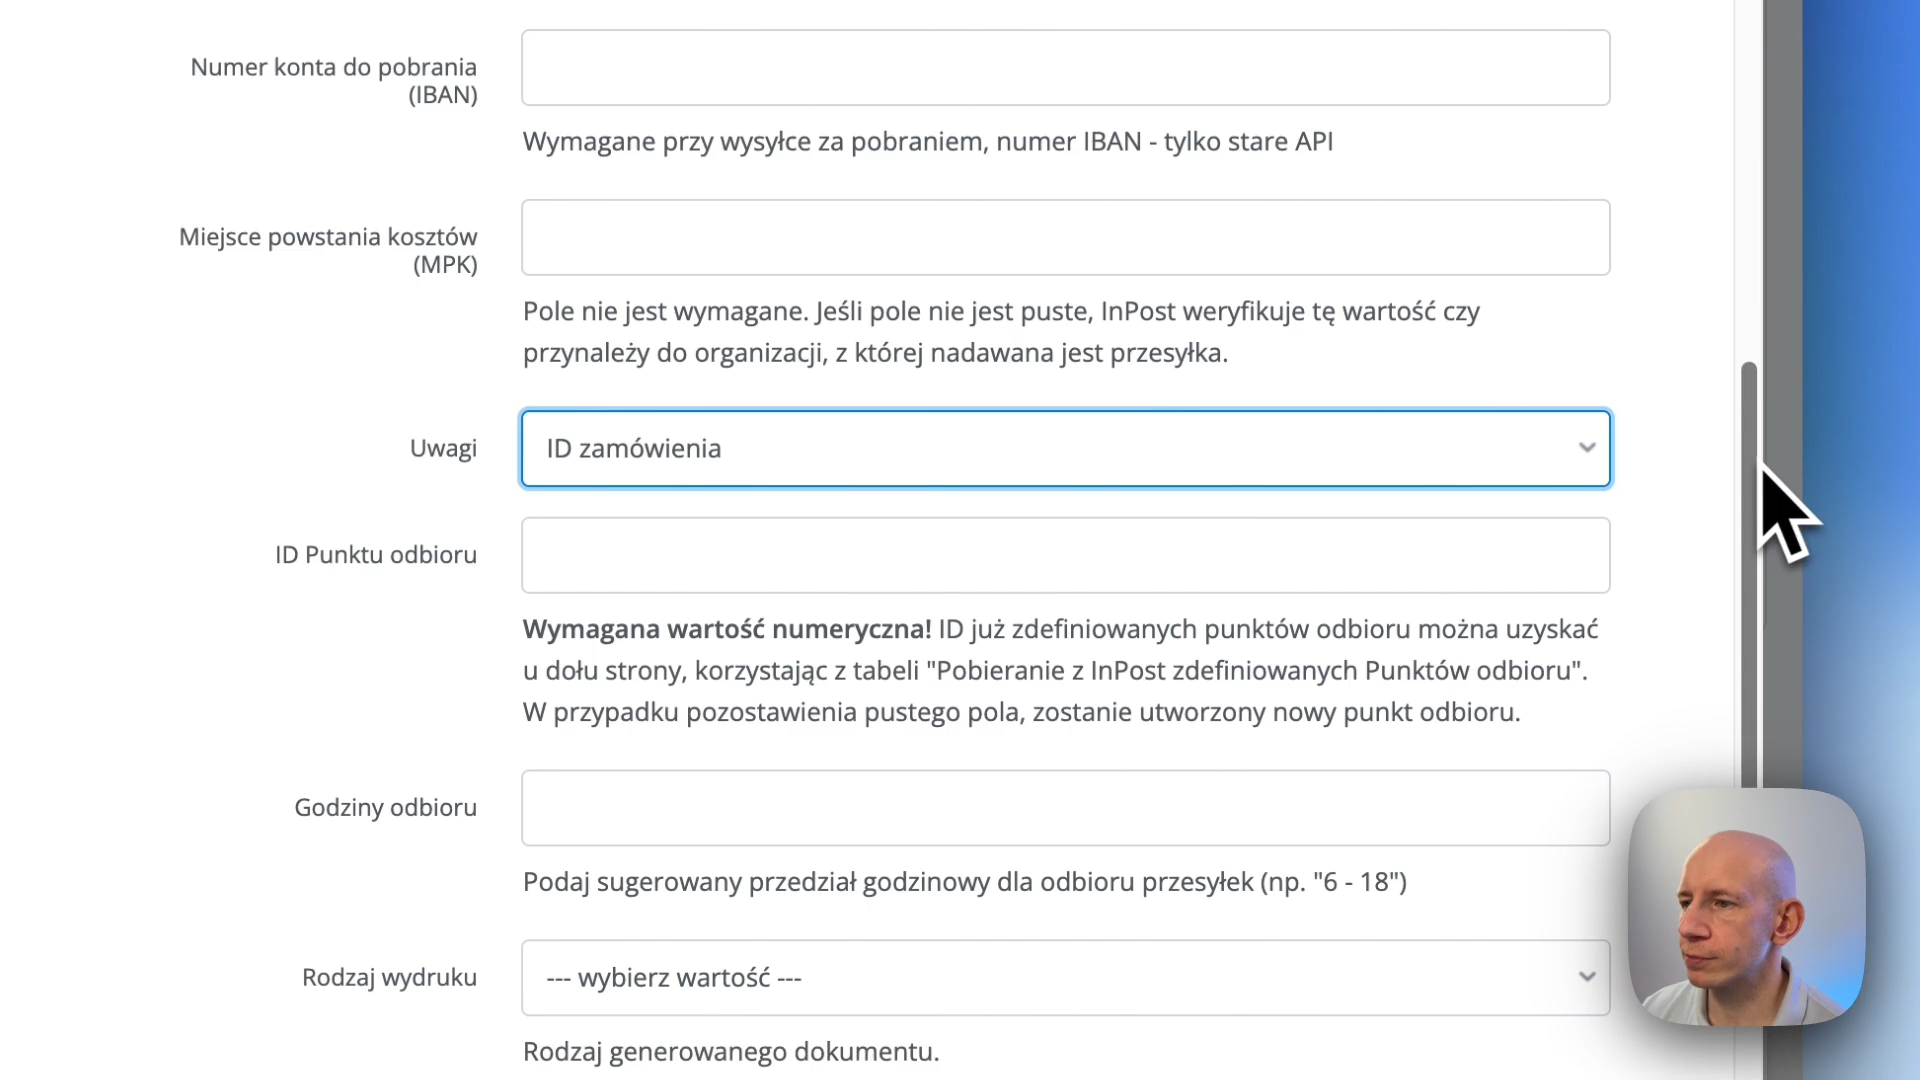 Numer konta do pobrania
(IBAN)
Wymagane przy wysyłce za pobraniem, numer IBAN - tylko stare API
Miejsce powstania kosztów
(MPK)
Pole nie jest wymagane. Jeśli pole nie jest puste, InPost weryfikuje tę wartość czy
przynależy do organizacji, z której nadawana jest przesyłka.
Uwagi
ID zamówienia
ID Punktu odbioru
Wymagana wartość numeryczna! ID już zdefiniowanych punktów odbioru można uzyskać
u dołu strony, korzystając z tabeli "Pobieranie z InPost zdefiniowanych Punktów odbioru".
W przypadku pozostawienia pustego pola, zostanie utworzony nowy punkt odbioru.
Godziny odbioru
Podaj sugerowany przedział godzinowy dla odbioru przesyłek (np. "6 - 18")
Rodzaj wydruku
--- wybierz wartość ---
Rodzaj generowanego dokumentu.